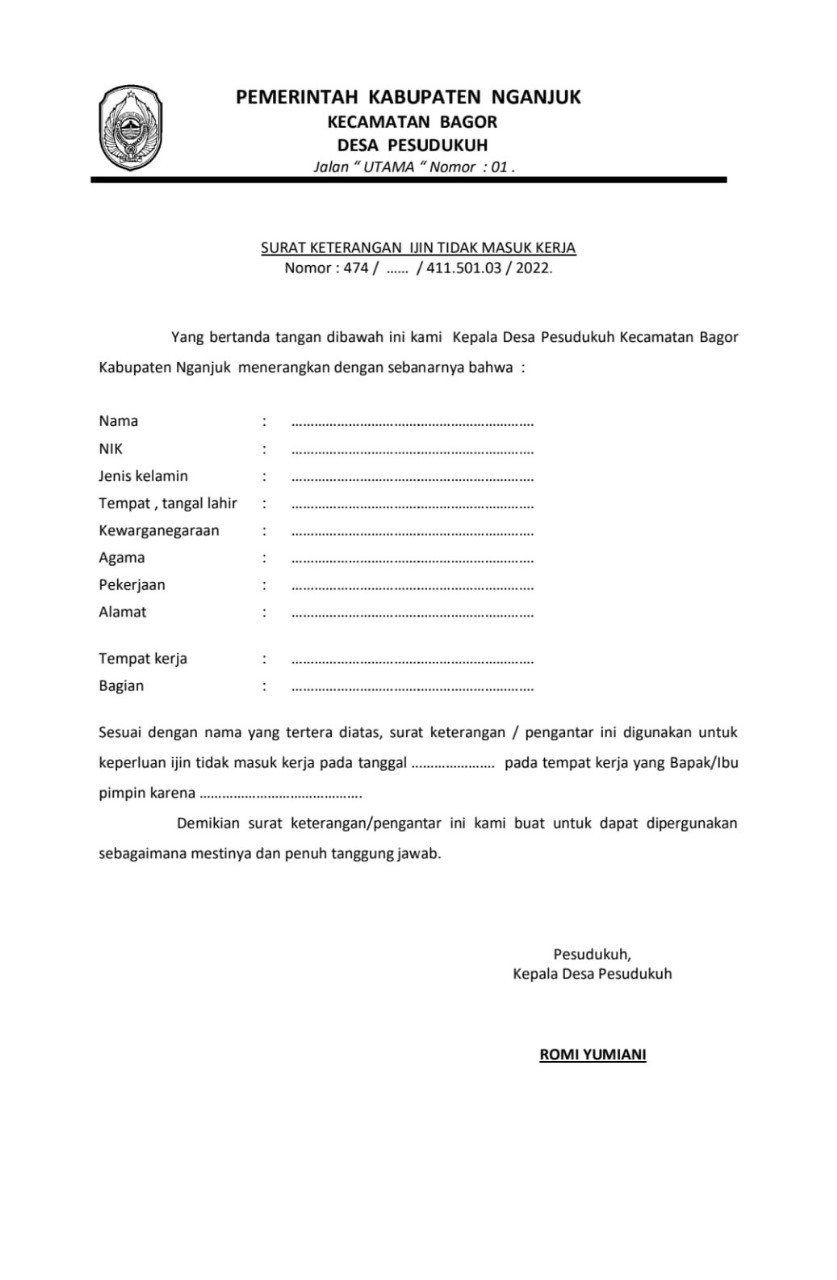 PEMERINTAH KABUPATEN NGANJUK
KECAMATAN BAGOR
DESA PESUDUKUH
Jalan “ UTAMA “ Nomor : 01 .
SURAT KETERANGAN IJIN TIDAK MASUK KERJA
Nomor : 474 / ...... / 411.501.03 / 2022.
Yang bertanda tangan dibawah ini kami Kepala Desa Pesudukuh Kecamatan Bagor
Kabupaten Nganjuk menerangkan dengan sebanarnya bahwa :
Nama : ................................................................
NIK : ................................................................
Jenis kelamin : ................................................................
Tempat , tangal lahir : ................................................................
Kewarganegaraan : ................................................................
Agama : ................................................................
Pekerjaan : ................................................................
Alamat : ................................................................
Tempat kerja : ................................................................
Bagian : ................................................................
Sesuai dengan nama yang tertera diatas, surat keterangan / pengantar ini digunakan untuk
keperluan ijin tidak masuk kerja pada tanggal ...................... pada tempat kerja yang Bapak/Ibu
pimpin karena ...........................................
Demikian surat keterangan/pengantar ini kami buat untuk dapat dipergunakan
sebagaimana mestinya dan penuh tanggung jawab.
Pesudukuh,
Kepala Desa Pesudukuh
ROMI YUMIANI